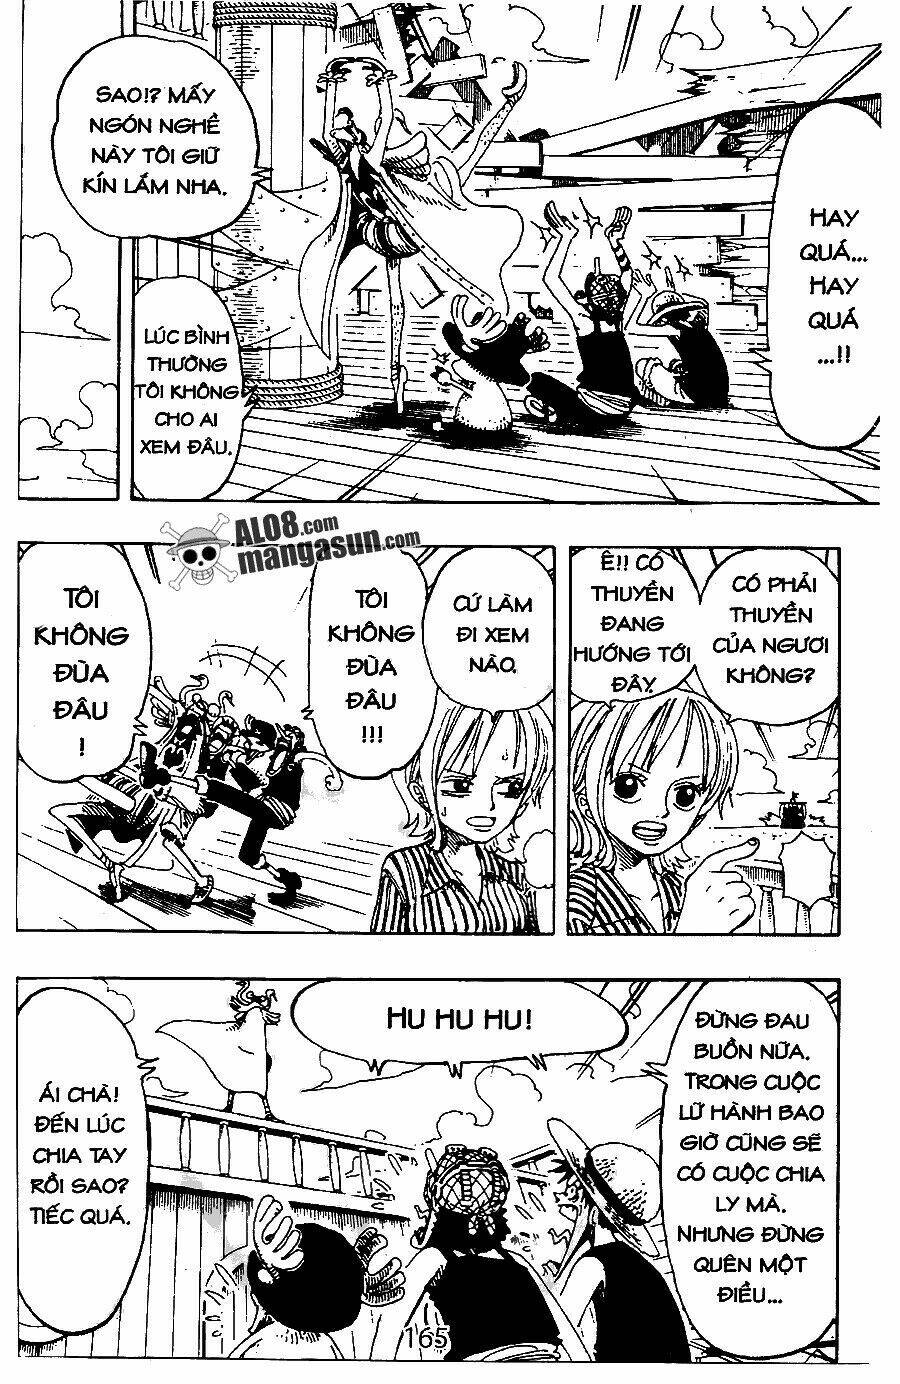 SAO!? MẤY
NGÓN NGHỀ
NÀY TÔI GIỮ
KÍN LẮM NHA.
HAY
QUÁ...
HAY
QUÁ
...!!
LÚC BÌNH
THƯỜNG
TÔI KHÔNG
CHO AI
XEM ĐÂU.
AL08.com
mangasun.com
TÔI
KHÔNG
ĐÙA
ĐÂU
!
TÔI
KHÔNG
ĐÙA
ĐÂU
!!!
CỨ LÀM
ĐI XEM
NÀO.
Ê!! CÓ
THUYỀN
ĐANG
HƯỚNG TỚI
ĐÂY.
CÓ PHẢI
THUYỀN
CỦA NGƯƠI
KHÔNG?
ÁI CHÀ!
ĐẾN LÚC
CHIA TAY
RỒI SAO?
TIẾC QUÁ.
HU HU HU!
ĐỪNG ĐAU
BUỒN NỮA.
TRONG CUỘC
LỮ HÀNH BAO
GIỜ CŨNG SẼ
CÓ CUỘC CHIA
LY MÀ.
NHƯNG ĐỪNG
QUÊN MỘT
ĐIỀU...
165